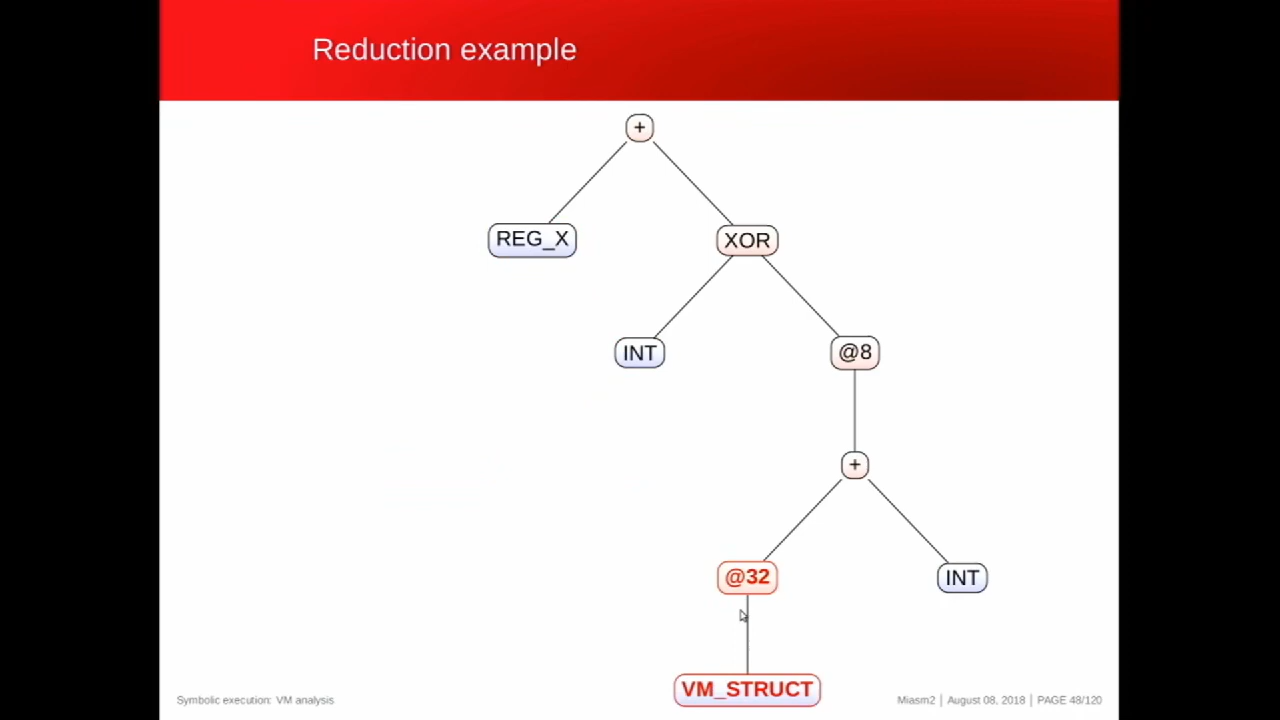 Reduction example
+
REG_X
XOR
INT
@8
+
@32
INT
VM_STRUCT
Symbolic execution: VM analysis
Miasm2 | August 08, 2018 | PAGE 48/120